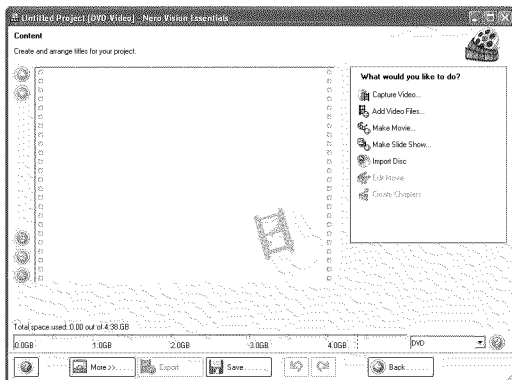 Untitled Project [DVD-Video] - Nero Vision Essentials
Content
Create and arrange titles for your project.
What would you like to do?
Capture Video...
Add Video Files...
Make Movie...
Make Slide Show...
Import Disc
Edit Movie
Create Chapters
Total space used: 0.00 out of 4.38 GB
0.0GB 1.0GB 2.0GB 3.0GB 4.0GB DVD
More >> Export Save Back